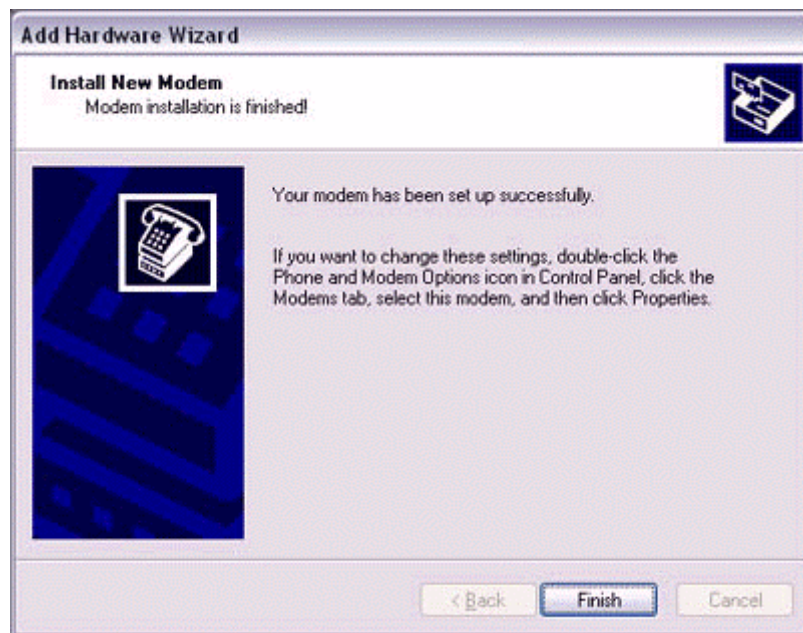 Add Hardware Wizard
Install New Modem
Modem installation is finished!
Your modem has been set up successfully.
If you want to change these settings, double-click the
Phone and Modem Options icon in Control Panel, click the
Modems tab, select this modem, and then click Properties.
< Back Finish Cancel